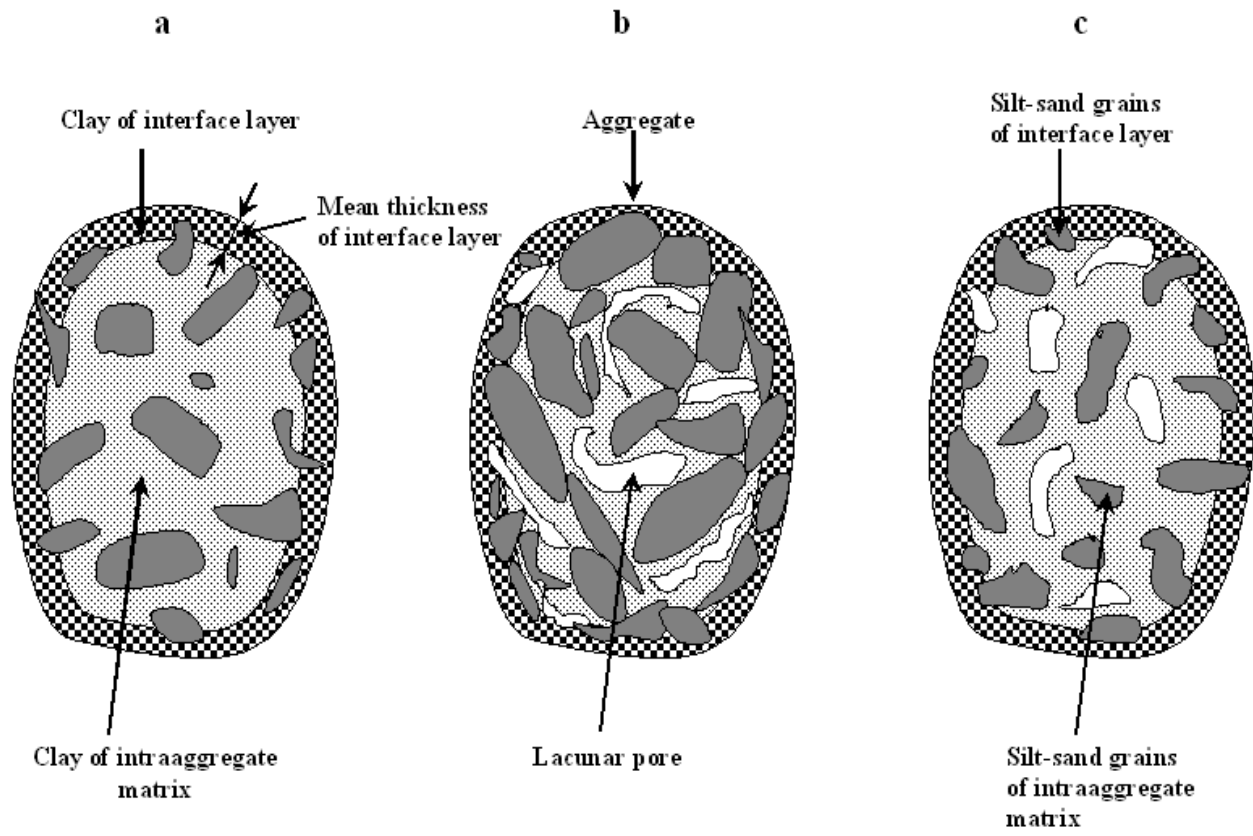 a
b
c
Clay of interface layer
Aggregate
Silt-sand grains
of interface layer
Mean thickness
of interface layer
Clay of intraaggregate
matrix
Lacunar pore
Silt-sand grains
of intraaggregate
matrix